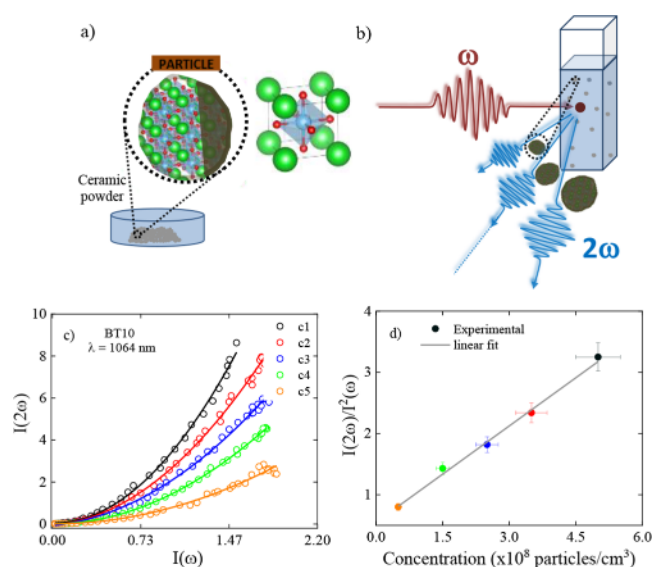 a)
PARTICLE
Ceramic
powder
b)
ω
2ω
c)
BT10
λ = 1064 nm
c1
c2
c3
c4
c5
I(2ω)
10
8
6
4
2
0
0.00 0.73 1.47 2.20
I(ω)
d)
Experimental
linear fit
I(2ω)/I²(ω)
4
3
2
1
0.0 1.5 3.0 4.5 6.0
Concentration (x10⁸ particles/cm³)